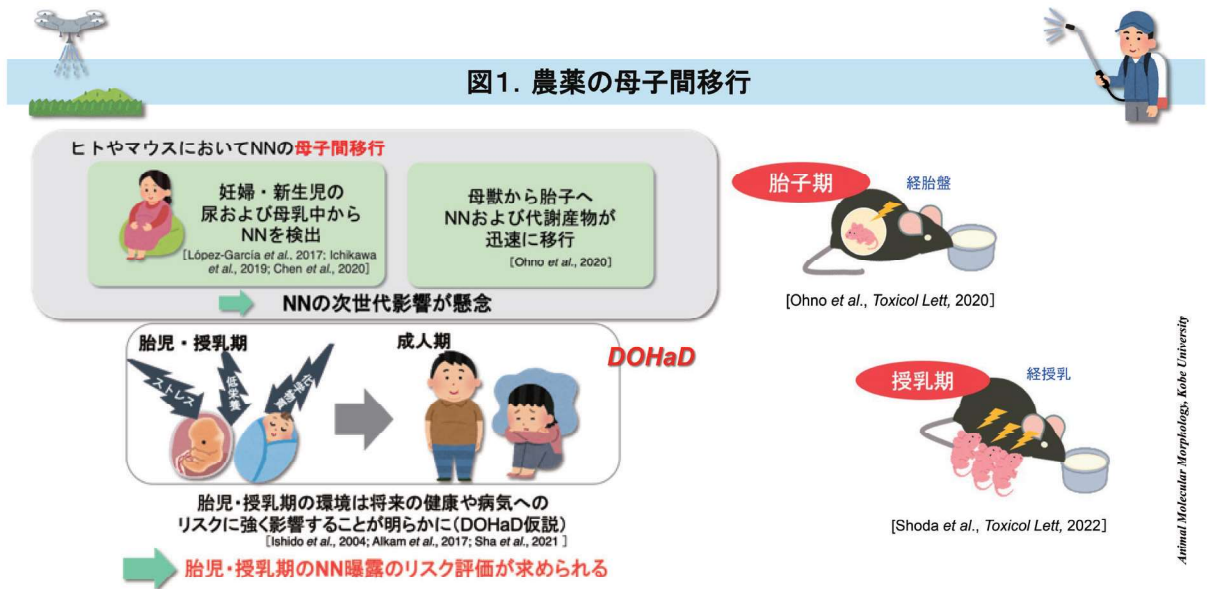 図1. 農薬の母子間移行
ヒトやマウスにおいてNNの母子間移行
妊婦・新生児の
尿および母乳中から
NNを検出
[López-García et al., 2017; Ichikawa
et al., 2019; Chen et al., 2020]
母獣から胎子へ
NNおよび代謝産物が
迅速に移行
[Ohno et al., 2020]
NNの次世代影響が懸念
胎児・授乳期
成人期
DOHaD
ストレス
低栄養
化学物質
胎児・授乳期の環境は将来の健康や病気への
リスクに強く影響することが明らかに(DOHaD仮説)
[Ishido et al., 2004; Alkam et al., 2017; Sha et al., 2021 ]
胎児・授乳期のNN曝露のリスク評価が求められる
胎子期
経胎盤
[Ohno et al., Toxicol Lett, 2020]
授乳期
経授乳
[Shoda et al., Toxicol Lett, 2022]
Animal Molecular Morphology, Kobe University